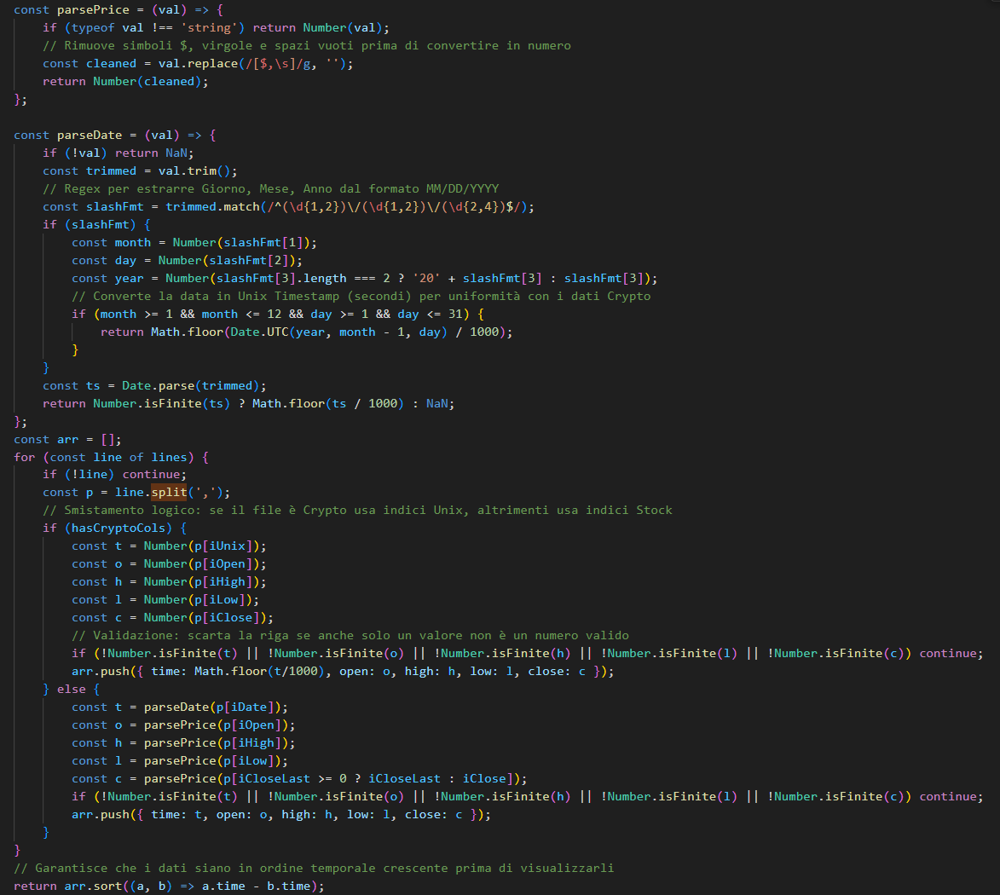 const parsePrice = (val) => {
    if (typeof val !== 'string') return Number(val);
    // Rimuove simboli $, virgole e spazi vuoti prima di convertire in numero
    const cleaned = val.replace(/[$,\s]/g, '');
    return Number(cleaned);
};

const parseDate = (val) => {
    if (!val) return NaN;
    const trimmed = val.trim();
    // Regex per estrarre Giorno, Mese, Anno dal formato MM/DD/YYYY
    const slashFmt = trimmed.match(/^(\d{1,2})\/(\d{1,2})\/(\d{2,4})$/);
    if (slashFmt) {
        const month = Number(slashFmt[1]);
        const day = Number(slashFmt[2]);
        const year = Number(slashFmt[3].length === 2 ? '20' + slashFmt[3] : slashFmt[3]);
        // Converte la data in Unix Timestamp (secondi) per uniformità con i dati Crypto
        if (month >= 1 && month <= 12 && day >= 1 && day <= 31) {
            return Math.floor(Date.UTC(year, month - 1, day) / 1000);
        }
    }
    const ts = Date.parse(trimmed);
    return Number.isFinite(ts) ? Math.floor(ts / 1000) : NaN;
};
const arr = [];
for (const line of lines) {
    if (!line) continue;
    const p = line.split(',');
    // Smistamento logico: se il file è Crypto usa indici Unix, altrimenti usa indici Stock
    if (hasCryptoCols) {
        const t = Number(p[iUnix]);
        const o = Number(p[iOpen]);
        const h = Number(p[iHigh]);
        const l = Number(p[iLow]);
        const c = Number(p[iClose]);
        // Validazione: scarta la riga se anche solo un valore non è un numero valido
        if (!Number.isFinite(t) || !Number.isFinite(o) || !Number.isFinite(h) || !Number.isFinite(l) || !Number.isFinite(c)) continue;
        arr.push({ time: Math.floor(t/1000), open: o, high: h, low: l, close: c });
    } else {
        const t = parseDate(p[iDate]);
        const o = parsePrice(p[iOpen]);
        const h = parsePrice(p[iHigh]);
        const l = parsePrice(p[iLow]);
        const c = parsePrice(p[iCloseLast >= 0 ? iCloseLast : iClose]);
        if (!Number.isFinite(t) || !Number.isFinite(o) || !Number.isFinite(h) || !Number.isFinite(l) || !Number.isFinite(c)) continue;
        arr.push({ time: t, open: o, high: h, low: l, close: c });
    }
}
// Garantisce che i dati siano in ordine temporale crescente prima di visualizzarli
return arr.sort((a, b) => a.time - b.time);